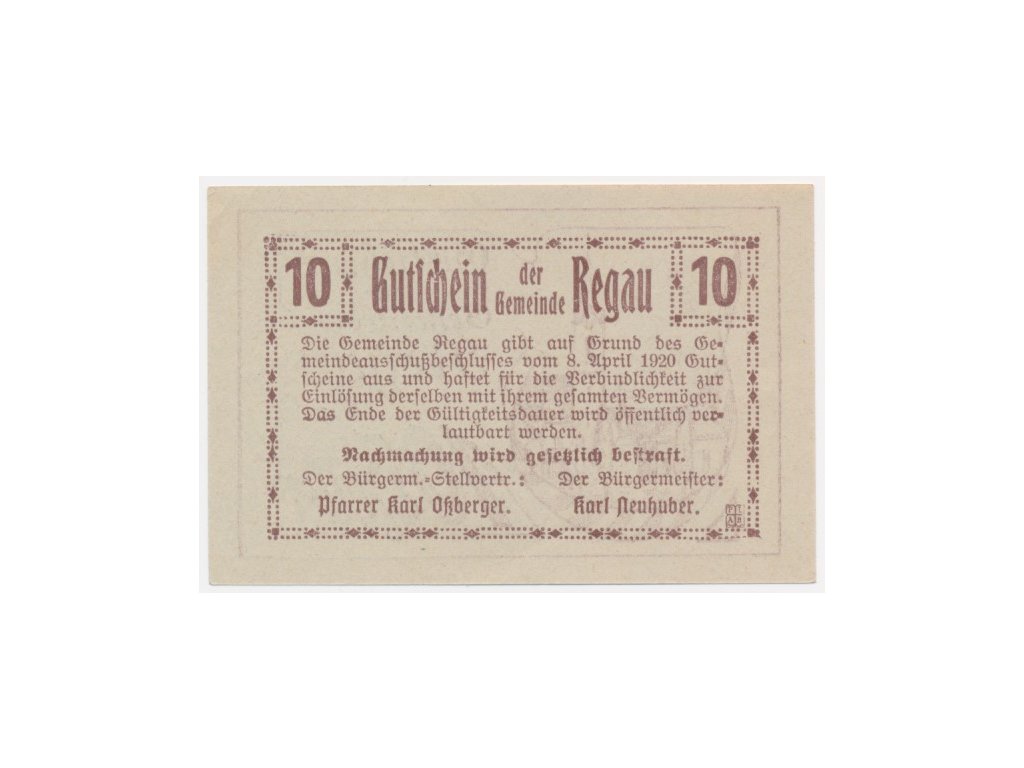 10 Gutschein der Gemeinde Regau 10
Die Gemeinde Regau gibt auf Grund des Ge-
meindeausschußbeschlusses vom 8. April 1920 Gut-
scheine aus und haftet für die Verbindlichkeit zur
Einlösung derselben mit ihrem gesamten Vermögen.
Das Ende der Gültigkeitsdauer wird öffentlich ver-
lautbart werden.
Nachmachung wird gesetzlich bestraft.
Der Bürgerm.-Stellvertr.: Der Bürgermeister:
Pfarrer Karl Oßberger. Karl Neuhuber.